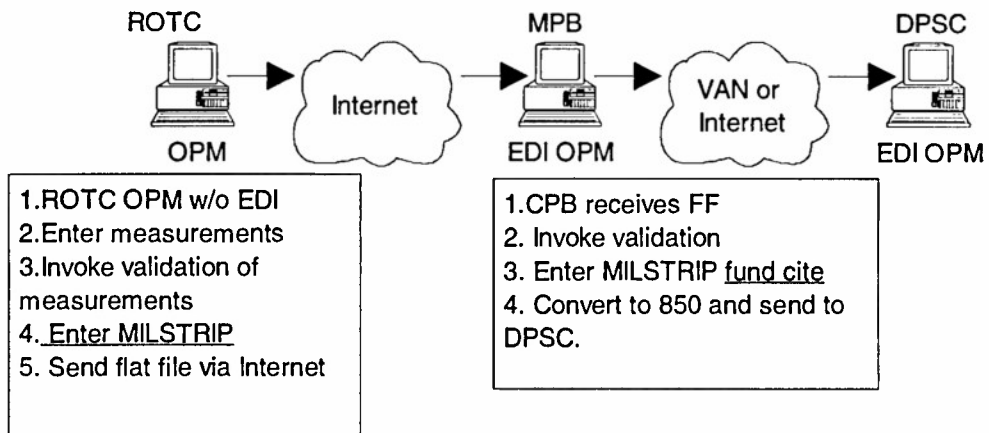 ROTC
MPB
DPSC
Internet
VAN or
Internet
OPM
EDI OPM
EDI OPM
1.ROTC OPM w/o EDI
2.Enter measurements
3.Invoke validation of
measurements
4. Enter MILSTRIP
5. Send flat file via Internet
1.CPB receives FF
2. Invoke validation
3. Enter MILSTRIP fund cite
4. Convert to 850 and send to
DPSC.